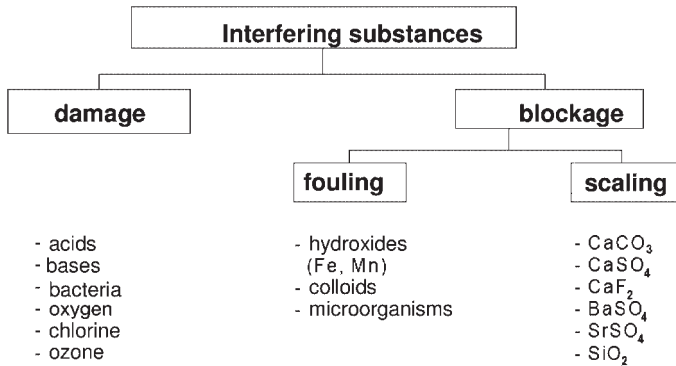 Interfering substances
damage
blockage
fouling
scaling
- acids
- bases
- bacteria
- oxygen
- chlorine
- ozone
- hydroxides
(Fe, Mn)
- colloids
- microorganisms
- CaCO₃
- CaSO₄
- CaF₂
- BaSO₄
- SrSO₄
- SiO₂